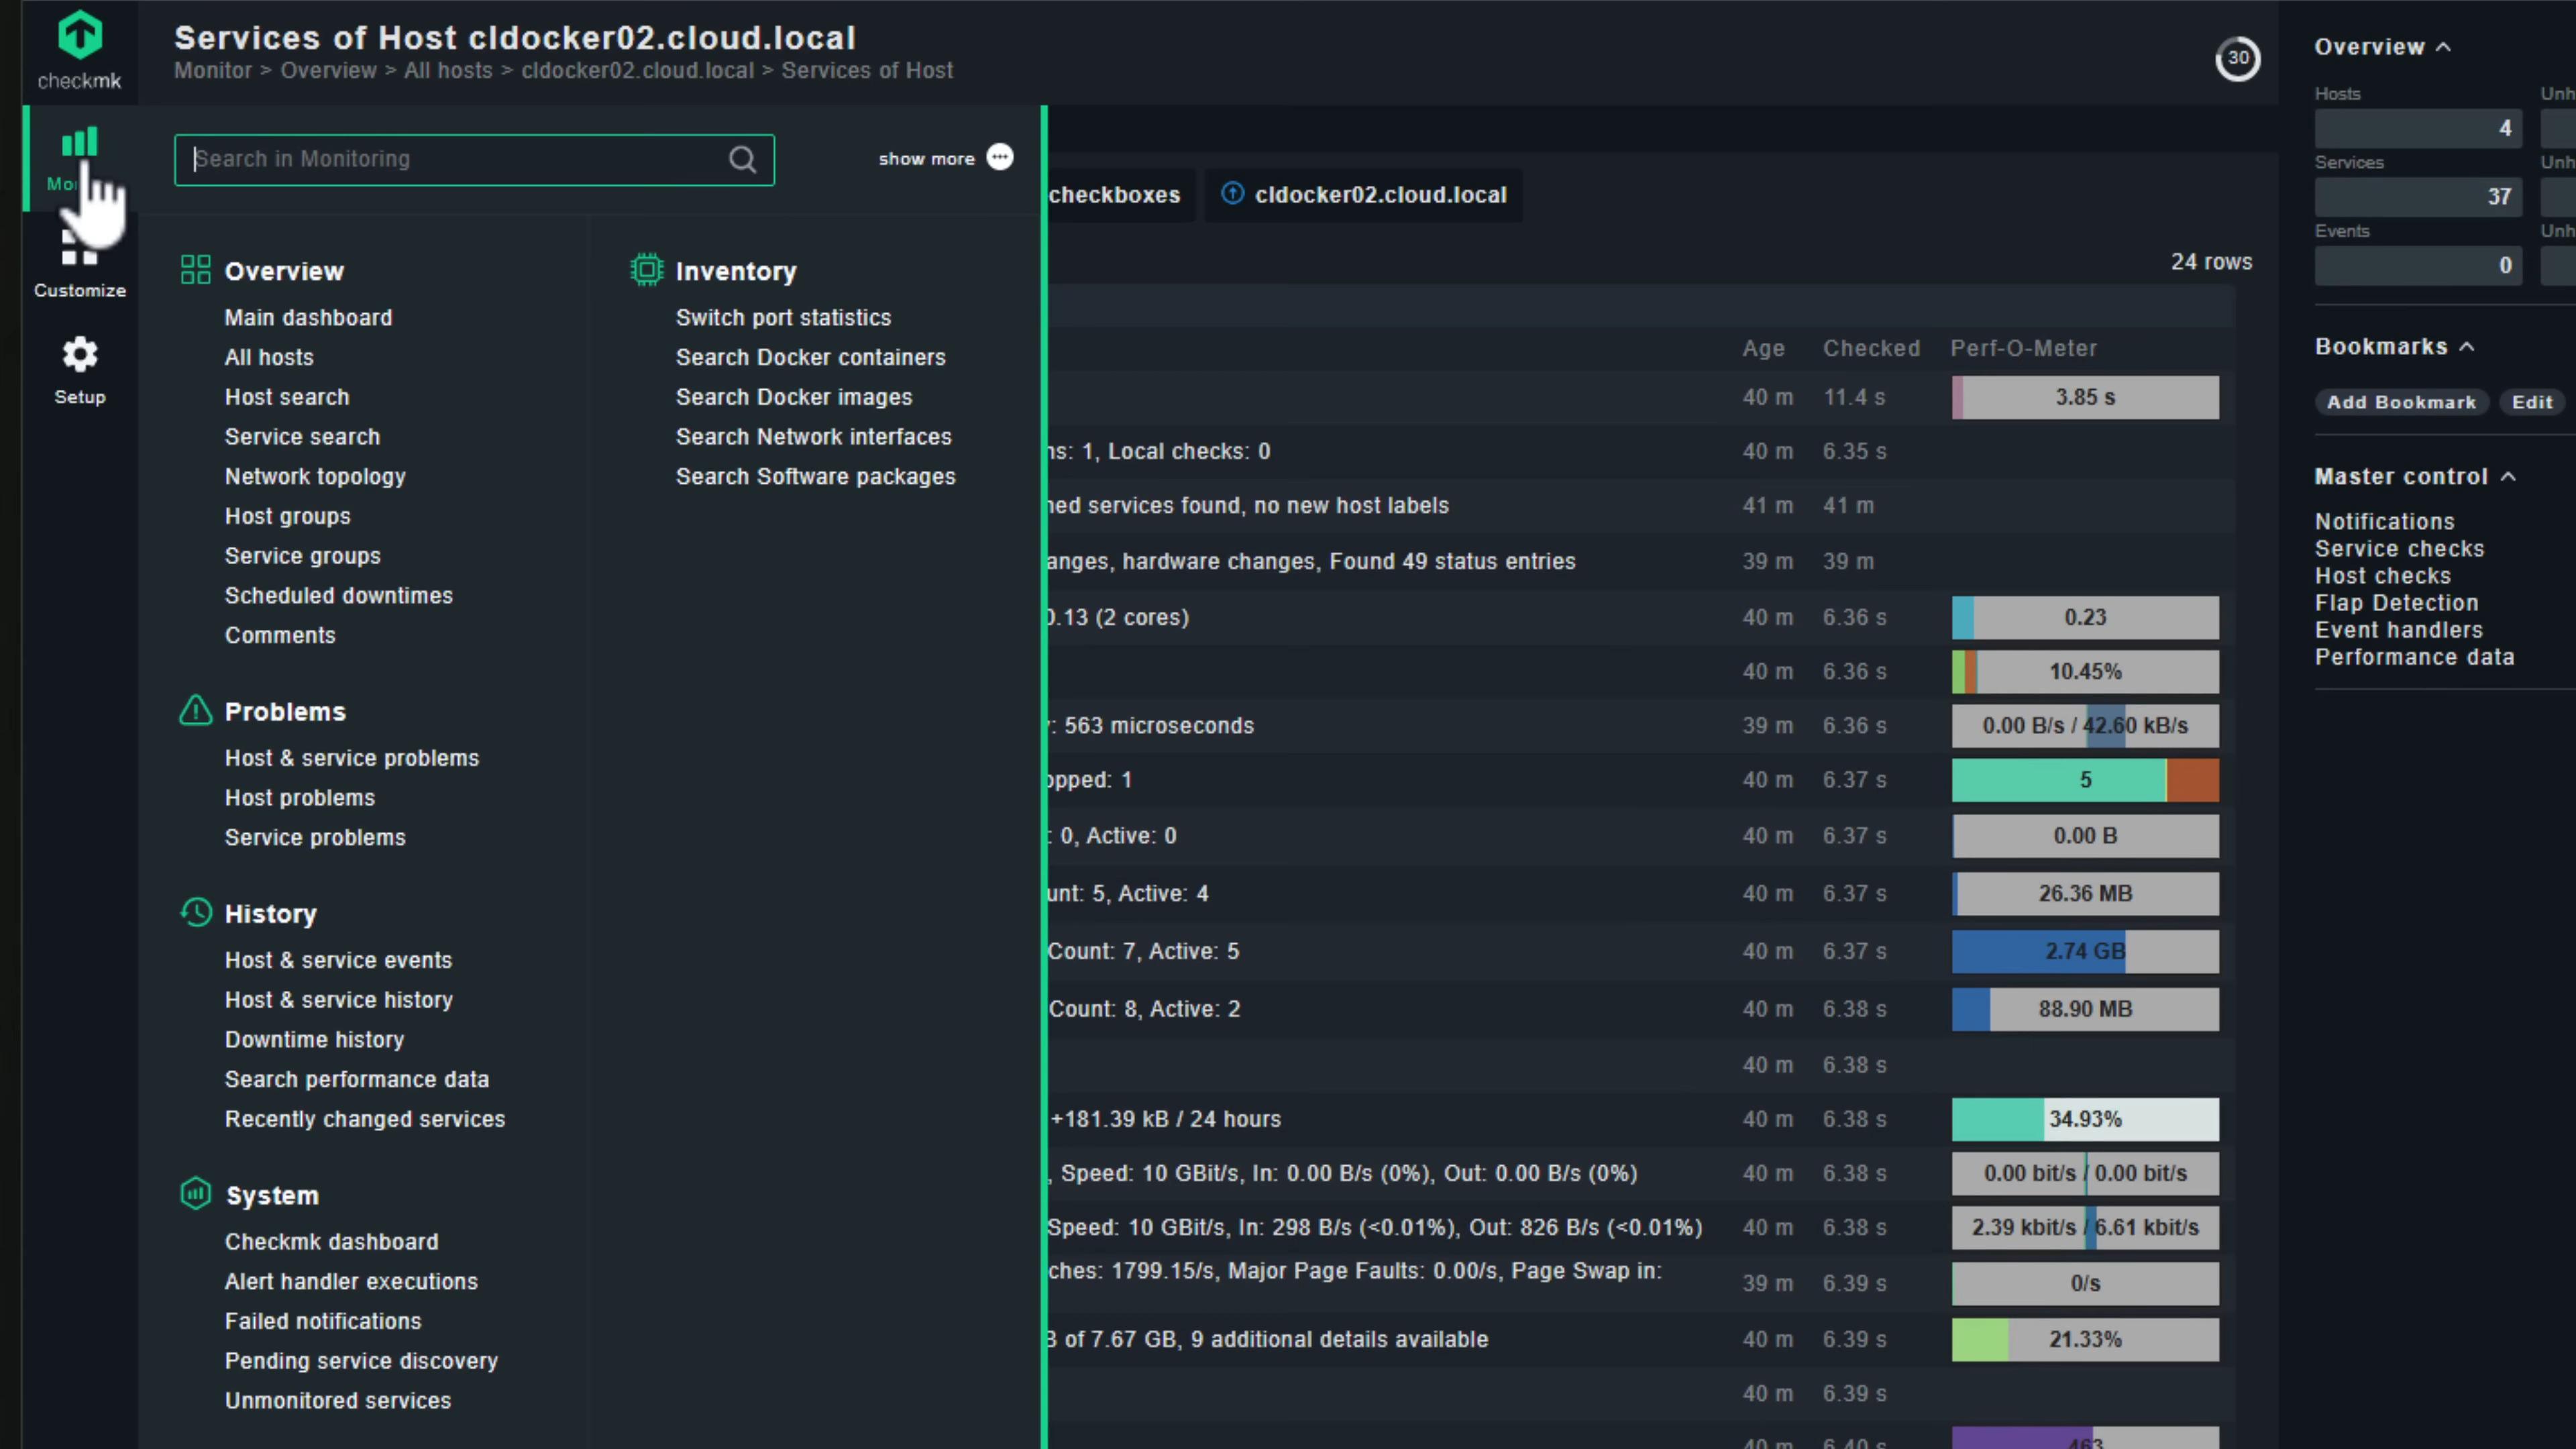 checkmk
Services of Host cldocker02.cloud.local
Monitor > Overview > All hosts > cldocker02.cloud.local > Services of Host
30
Customize
Setup
Search in Monitoring
show more
Overview
Main dashboard
All hosts
Host search
Service search
Network topology
Host groups
Service groups
Scheduled downtimes
Comments
Problems
Host & service problems
Host problems
Service problems
History
Host & service events
Host & service history
Downtime history
Search performance data
Recently changed services
System
Checkmk dashboard
Alert handler executions
Failed notifications
Pending service discovery
Unmonitored services
Inventory
Switch port statistics
Search Docker containers
Search Docker images
Search Network interfaces
Search Software packages
checkboxes
cldocker02.cloud.local
24 rows
Age Checked Perf-O-Meter
40 m 11.4 s 3.85 s
1, Local checks: 0 40 m 6.35 s
services found, no new host labels 41 m 41 m
hardware changes, Found 49 status entries 39 m 39 m
(2 cores) 40 m 6.36 s 0.23
40 m 6.36 s 10.45%
563 microseconds 39 m 6.36 s 0.00 B/s / 42.60 kB/s
1 40 m 6.37 s 5
0, Active: 0 40 m 6.37 s 0.00 B
5, Active: 4 40 m 6.37 s 26.36 MB
Count: 7, Active: 5 40 m 6.37 s 2.74 GB
Count: 8, Active: 2 40 m 6.38 s 88.90 MB
40 m 6.38 s
+181.39 kB / 24 hours 40 m 6.38 s 34.93%
, Speed: 10 GBit/s, In: 0.00 B/s (0%), Out: 0.00 B/s (0%) 40 m 6.38 s 0.00 bit/s / 0.00 bit/s
Speed: 10 GBit/s, In: 298 B/s (<0.01%), Out: 826 B/s (<0.01%) 40 m 6.38 s 2.39 kbit/s / 6.61 kbit/s
1799.15/s, Major Page Faults: 0.00/s, Page Swap in: 39 m 6.39 s 0/s
of 7.67 GB, 9 additional details available 40 m 6.39 s 21.33%
40 m 6.39 s
40 m 6.40 s 463
Overview
Hosts
4
Services
37
Events
0
Bookmarks
Add Bookmark Edit
Master control
Notifications
Service checks
Host checks
Flap Detection
Event handlers
Performance data